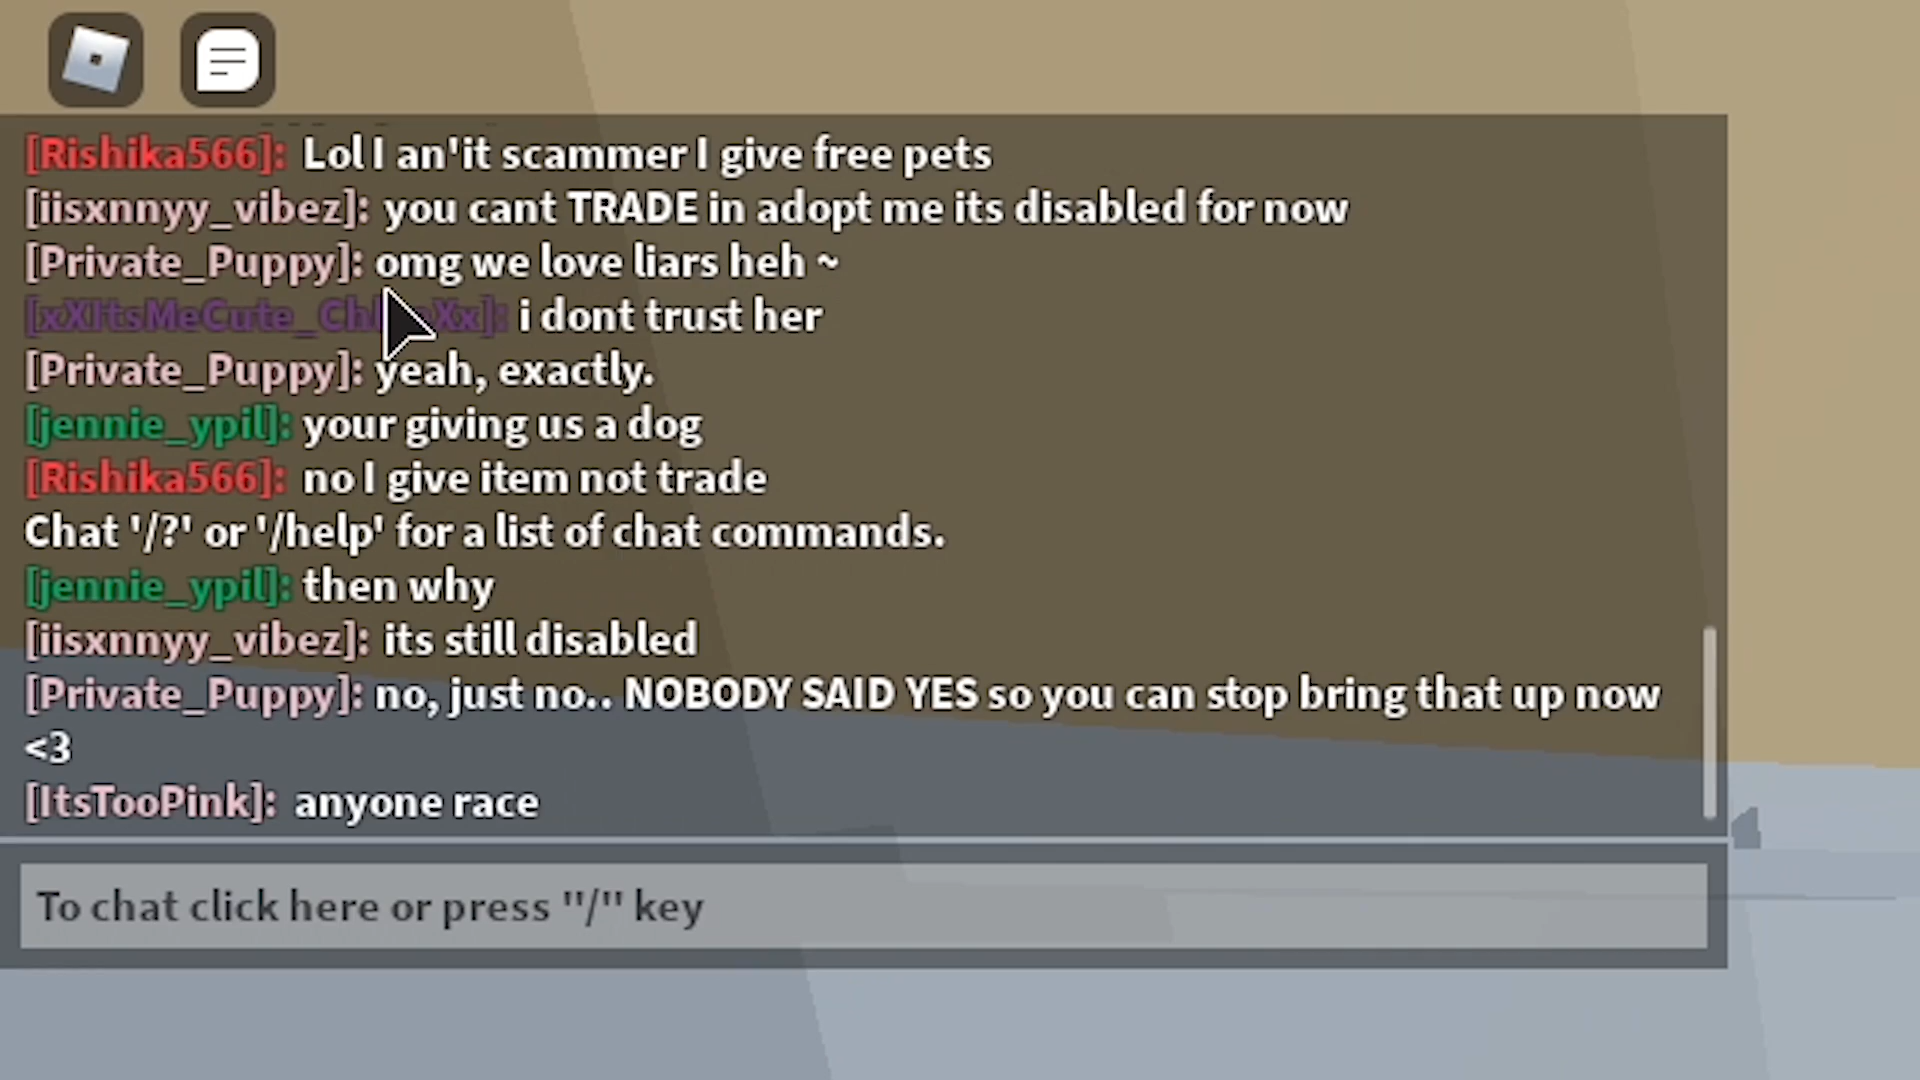 [Rishika566]: Lol I an'it scammer I give free pets
[iisxnnyy_vibez]: you cant TRADE in adopt me its disabled for now
[Private_Puppy]: omg we love liars heh ~
i dont trust her
[Private_Puppy]: yeah, exactly.
[jennie_ypil]: your giving us a dog
[Rishika566]: no I give item not trade
Chat '/?' or '/help' for a list of chat commands.
[jennie_ypil]: then why
[iisxnnyy_vibez]: its still disabled
[Private_Puppy]: no, just no.. NOBODY SAID YES so you can stop bring that up now
<3
[ItsTooPink]: anyone race
To chat click here or press "/" key